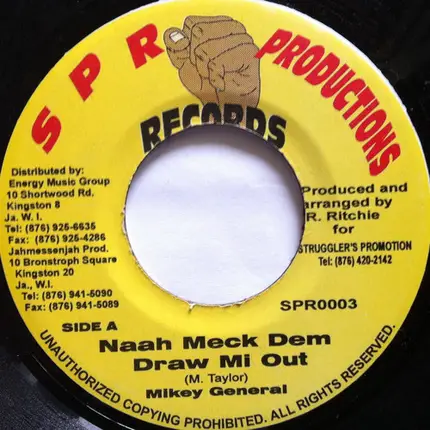 SPR PRODUCTIONS
RECORDS
Distributed by:
Energy Music Group
10 Shortwood Rd.
Kingston 8
Ja. W. I.
Tel: (876) 925-6635
Fax: (876) 925-4286
Jahmessenjah Prod.
10 Bronstroph Square
Kingston 20
Ja., W.I.
Tel: (876) 941-5090
Fax: (876) 941-5089
Produced and
arranged by
R. Ritchie
for
STRUGGLER'S PROMOTION
Tel: (876) 420-2142
SPR0003
SIDE A
Naah Meck Dem
Draw Mi Out
(M. Taylor)
Mikey General
UNAUTHORIZED COPYING PROHIBITED. ALL RIGHTS RESERVED.